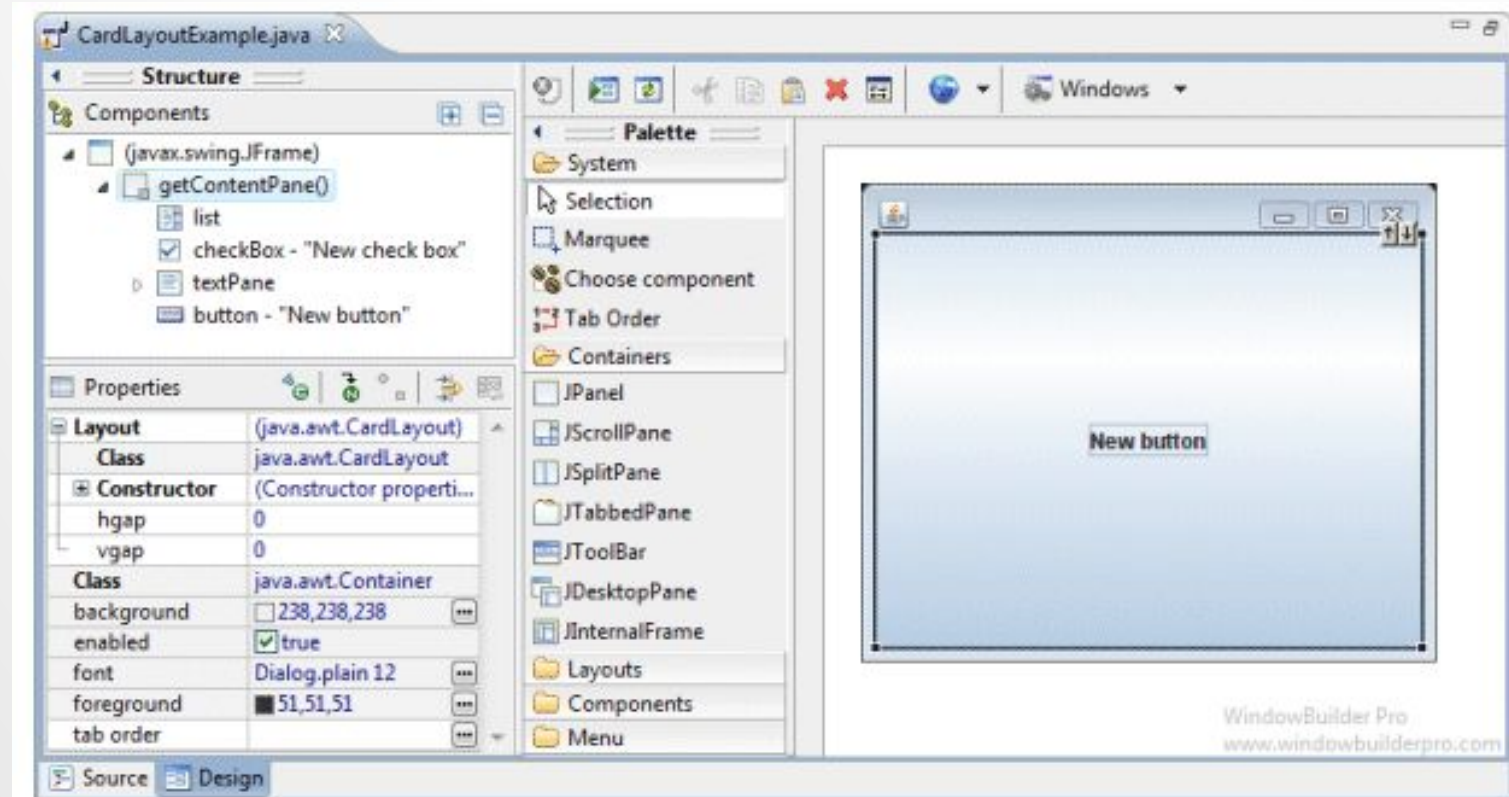 CardLayoutExample.java
Structure
Components
(javax.swing.JFrame)
getContentPane()
list
checkBox - "New check box"
textPane
button - "New button"
Properties
Layout (java.awt.CardLayout)
Class java.awt.CardLayout
Constructor (Constructor properti...
hgap 0
vgap 0
Class java.awt.Container
background 238,238,238
enabled true
font Dialog.plain 12
foreground 51,51,51
tab order
Source Design
Windows
Palette
System
Selection
Marquee
Choose component
Tab Order
Containers
JPanel
JScrollPane
JSplitPane
JTabbedPane
JToolBar
JDesktopPane
JInternalFrame
Layouts
Components
Menu
New button
WindowBuilder Pro
www.windowbuilderpro.com